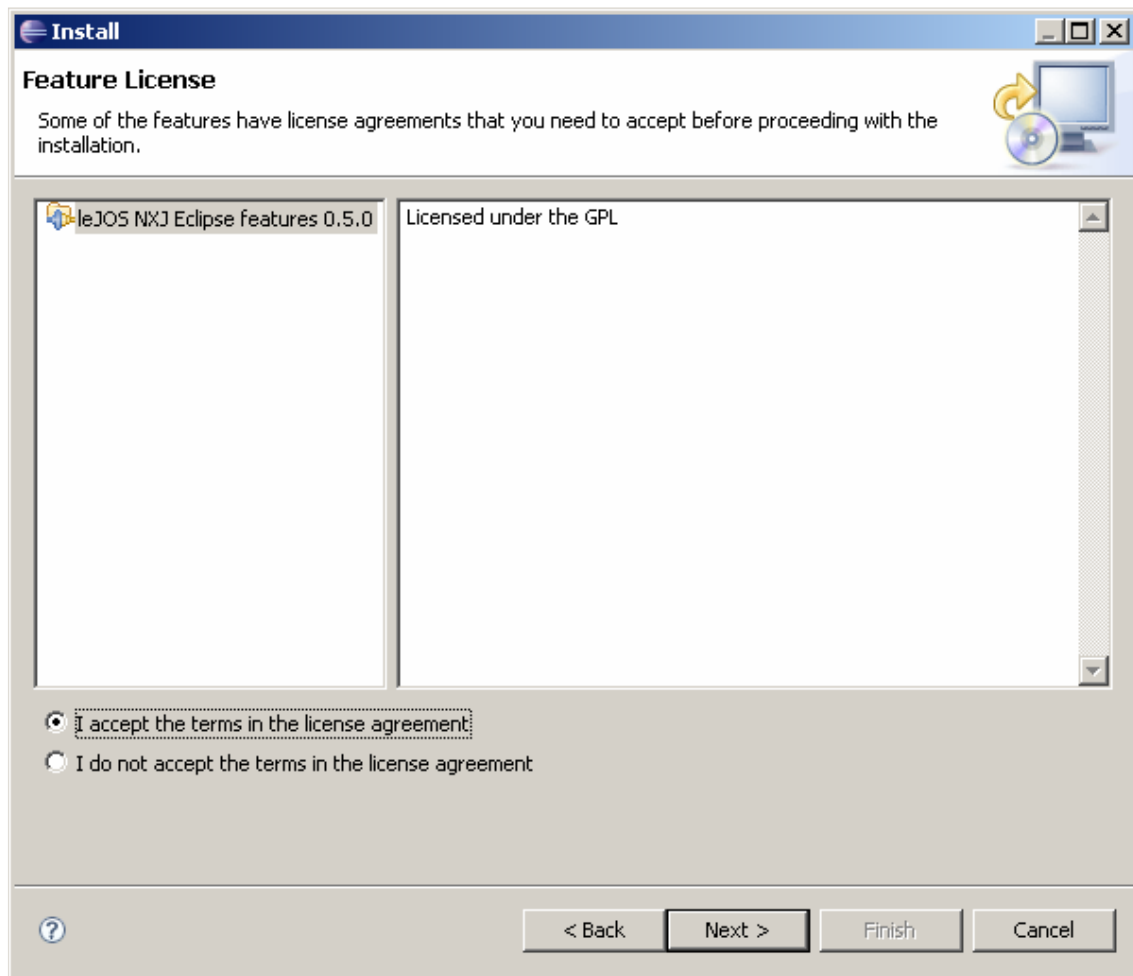 Install
Feature License
Some of the features have license agreements that you need to accept before proceeding with the
installation.
leJOS NXJ Eclipse features 0.5.0
Licensed under the GPL
I accept the terms in the license agreement
I do not accept the terms in the license agreement
?
< Back
Next >
Finish
Cancel